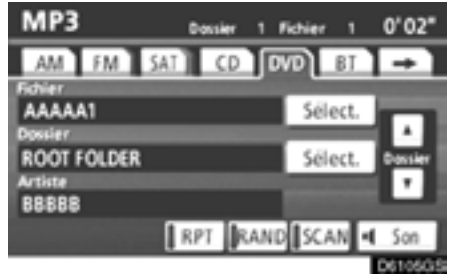 MP3 Dossier 1 Fichier 1 0'02"
AM FM SAT CD DVD BT
Fichier
AAAAA1 Sélect.
Dossier
ROOT FOLDER Sélect.
Dossier
Artiste
BBBBB
RPT RAND SCAN Son
D6105GS